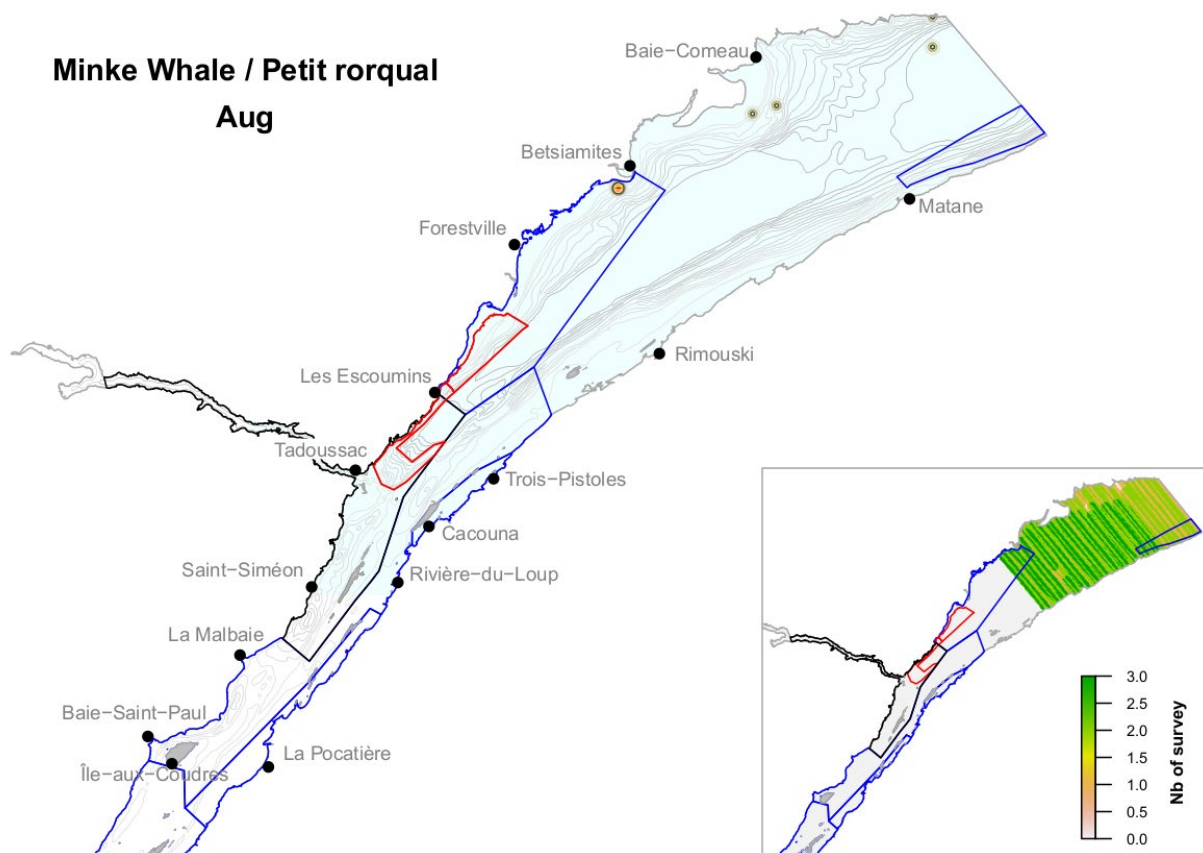 Minke Whale / Petit rorqual
Aug
Baie−Comeau
Betsiamites
Matane
Forestville
Rimouski
Les Escoumins
Tadoussac
Trois−Pistoles
Cacouna
Saint−Siméon
Rivière−du−Loup
La Malbaie
Baie−Saint−Paul
La Pocatière
Île−aux−Coudres
3.0
2.5
2.0
1.5
1.0
0.5
0.0
Nb of survey